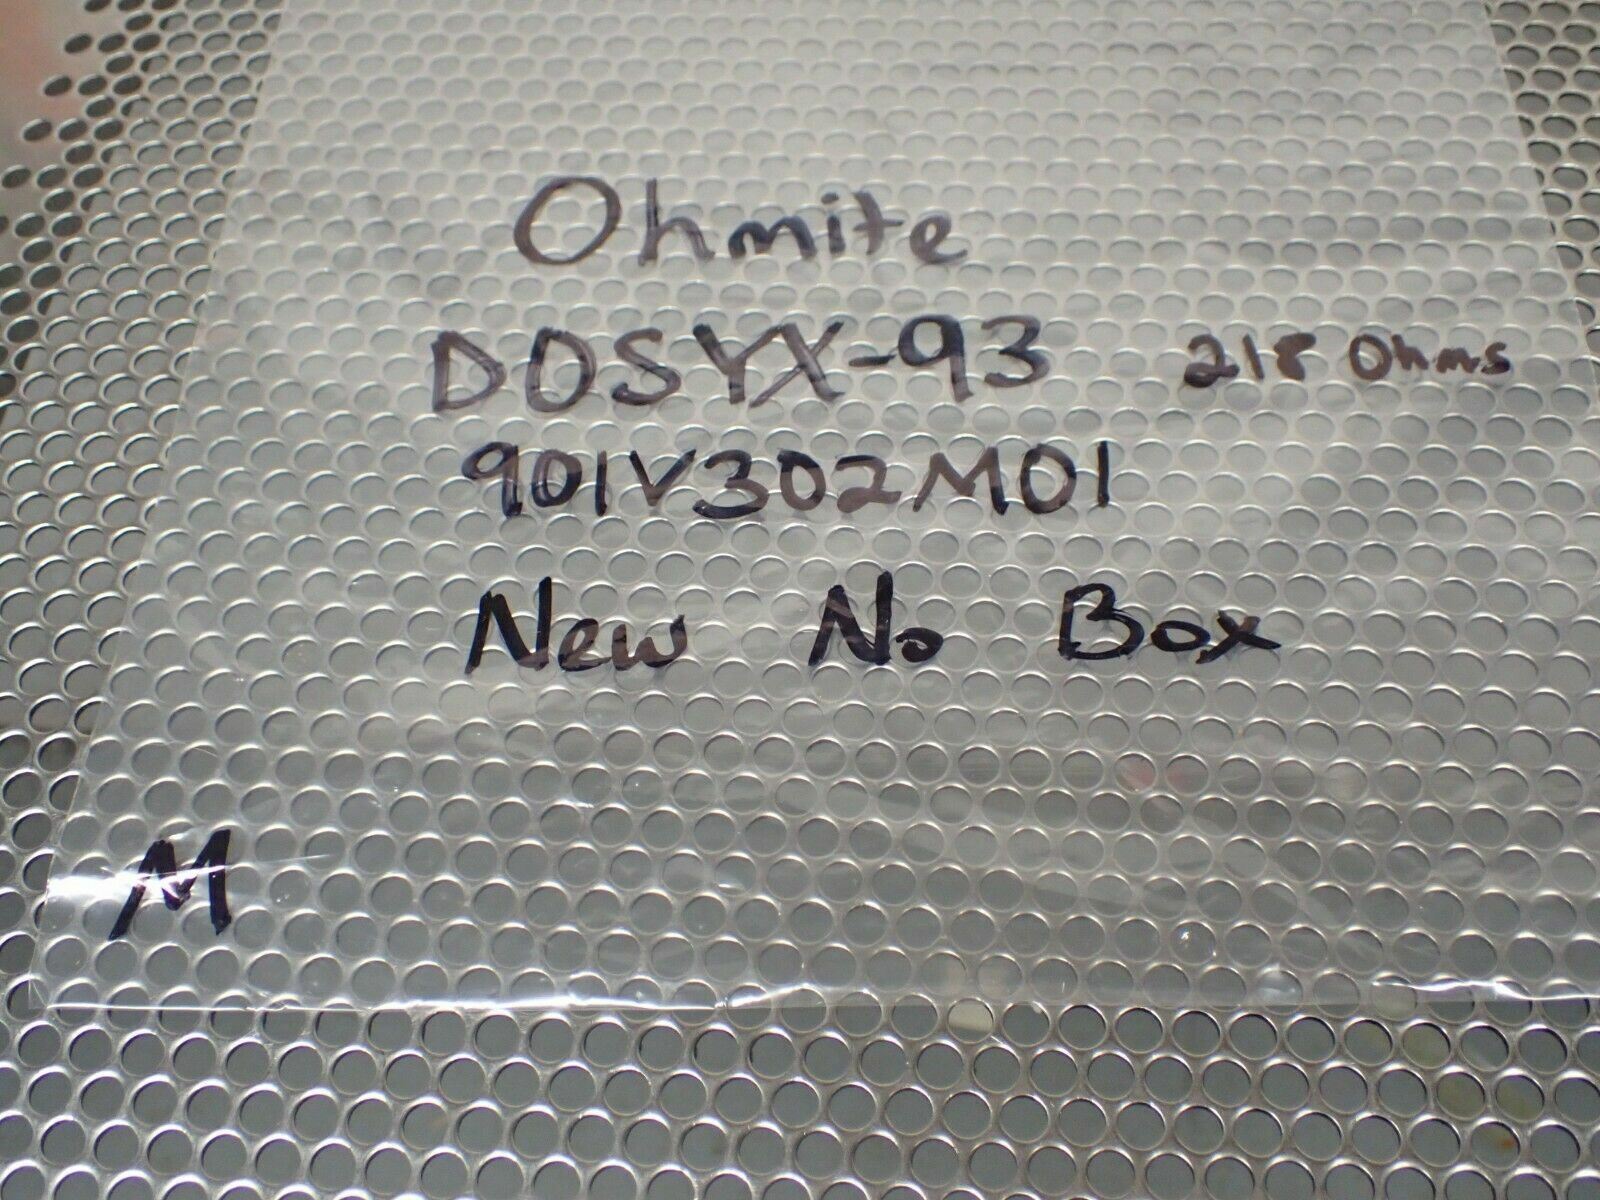 Ohmite
DOSYX-93 218 Ohms
901V302M01
New No Box
M